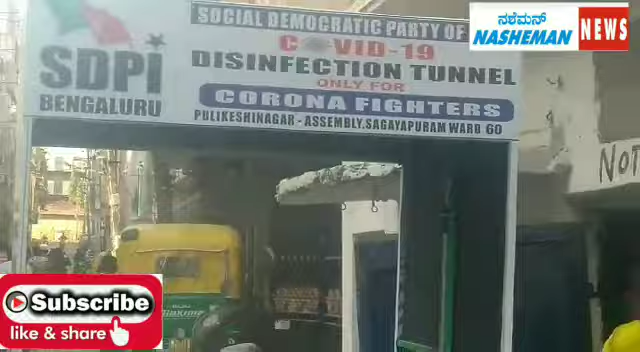 SOCIAL DEMOCRATIC PARTY OF
COVID-19
SDPI
BENGALURU
DISINFECTION TUNNEL
ONLY FOR
CORONA FIGHTERS
PULIKESHINAGAR - ASSEMBLY.SAGAYAPURAM WARD 60
ನಶೆಮನ್
NASHEMAN
NEWS
NOT
Subscribe
like & share